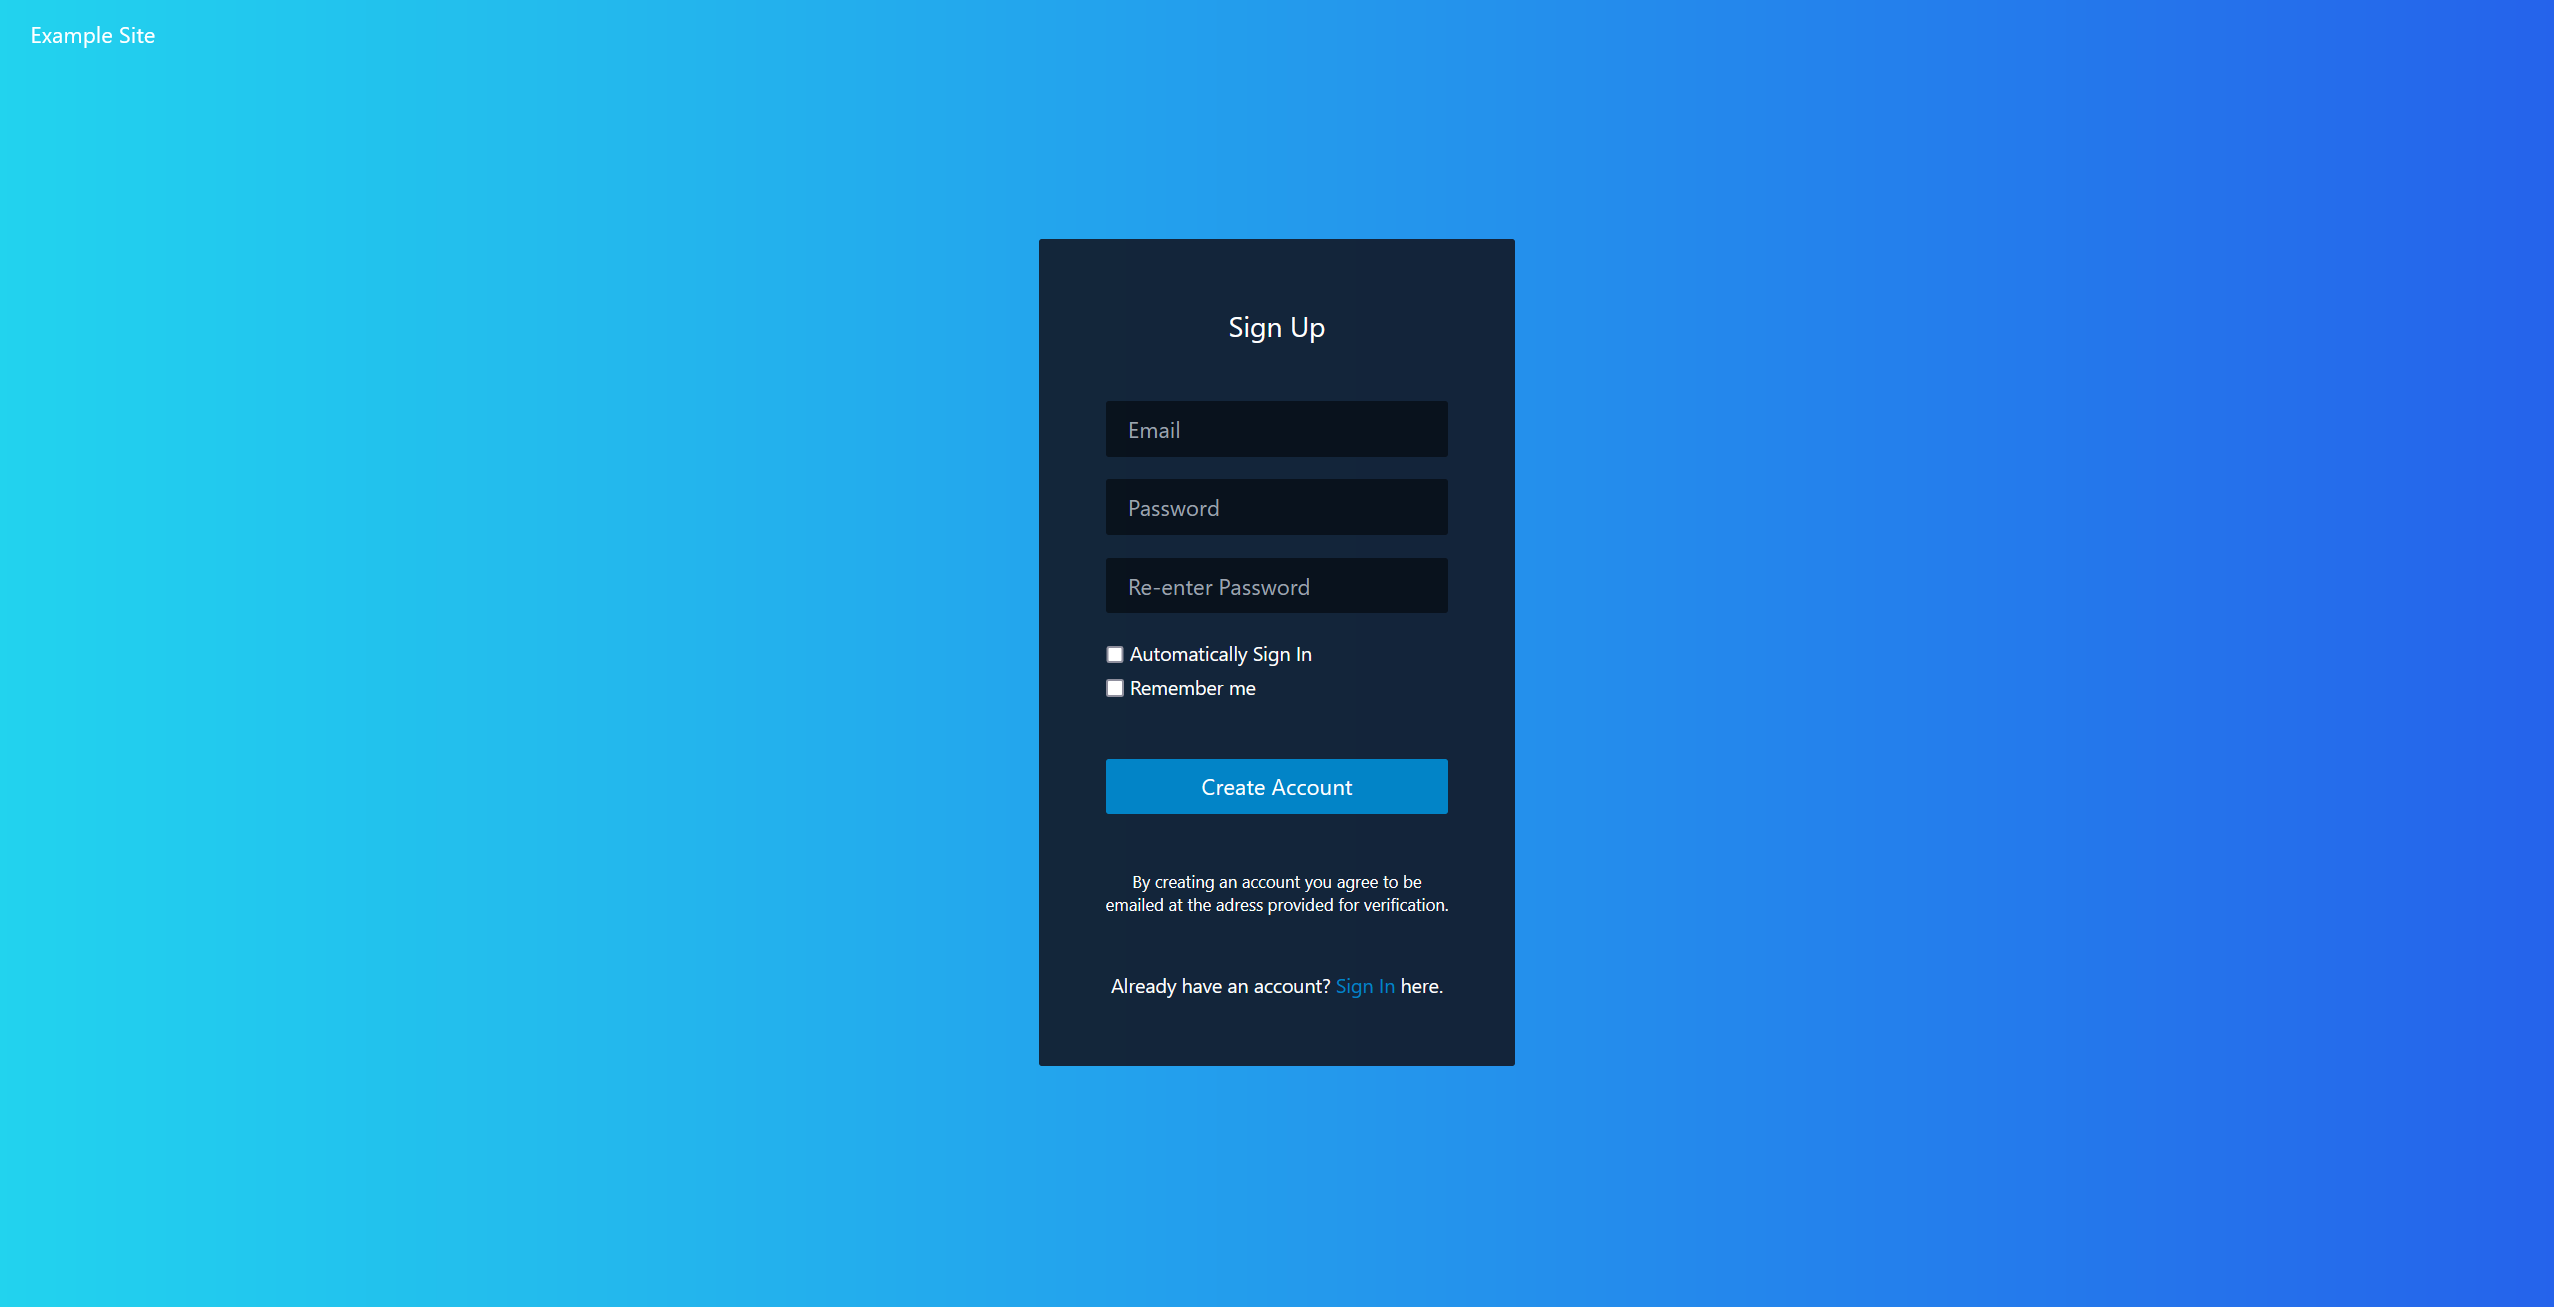 Example Site
Sign Up
Email
Password
Re-enter Password
Automatically Sign In
Remember me
Create Account
By creating an account you agree to be
emailed at the adress provided for verification.
Already have an account? Sign In here.